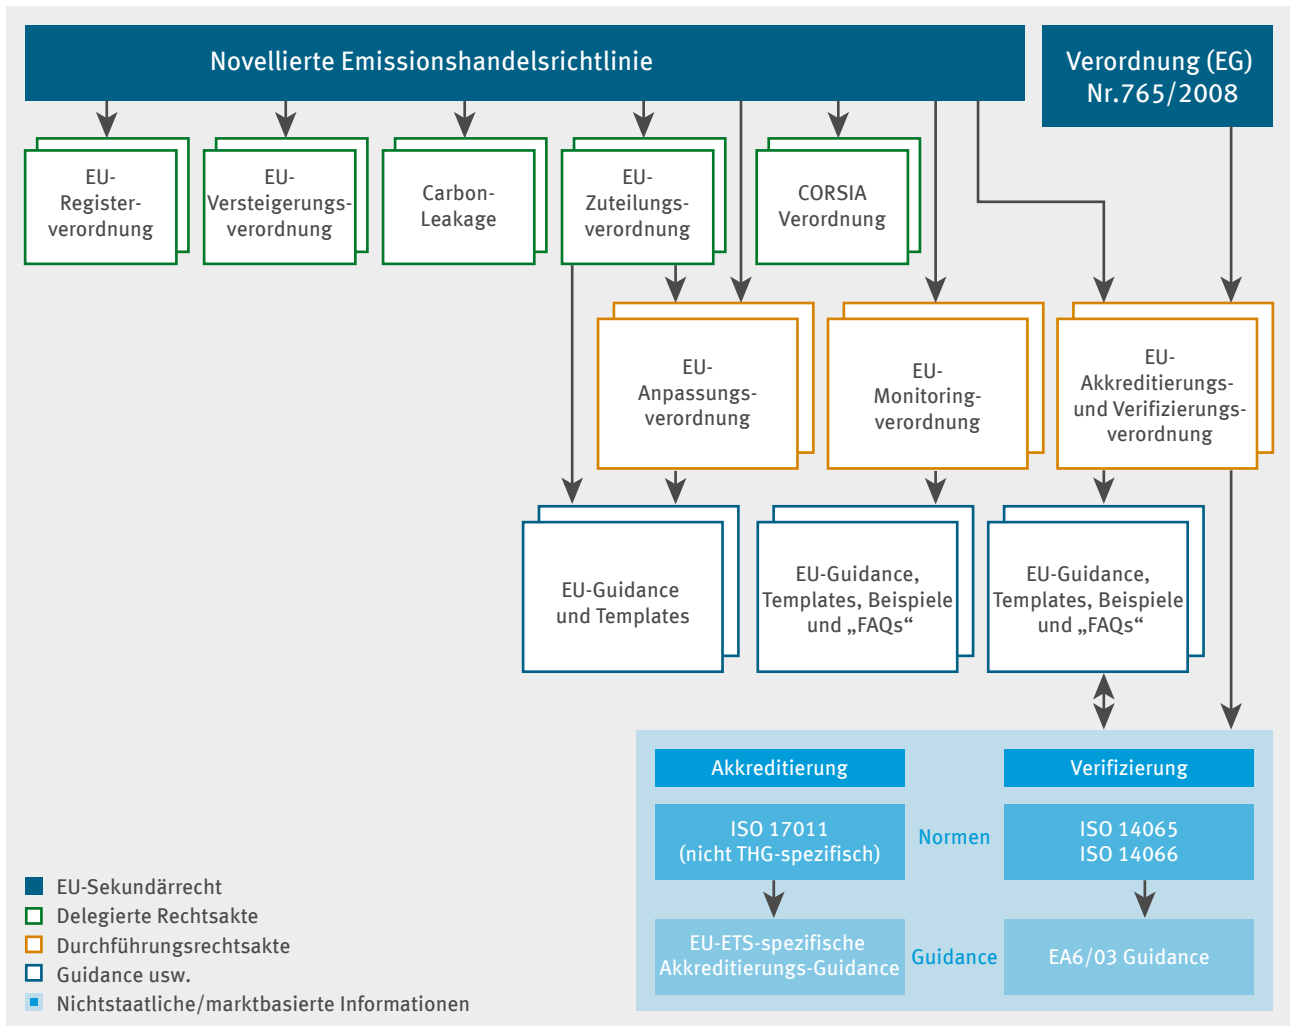 Novellierte Emissionshandelsrichtlinie
Verordnung (EG)
Nr.765/2008
EU-
Register-
verordnung
EU-
Versteigerungs-
verordnung
Carbon-
Leakage
EU-
Zuteilungs-
verordnung
CORSIA
Verordnung
EU-
Anpassungs-
verordnung
EU-
Monitoring-
verordnung
EU-
Akkreditierungs-
und Verifizierungs-
verordnung
EU-Guidance
und Templates
EU-Guidance,
Templates, Beispiele
und „FAQs“
EU-Guidance,
Templates, Beispiele
und „FAQs“
Akkreditierung
Verifizierung
ISO 17011
(nicht THG-spezifisch)
Normen
ISO 14065
ISO 14066
EU-ETS-spezifische
Akkreditierungs-Guidance
Guidance
EA6/03 Guidance
EU-Sekundärrecht
Delegierte Rechtsakte
Durchführungsrechtsakte
Guidance usw.
Nichtstaatliche/marktbasierte Informationen